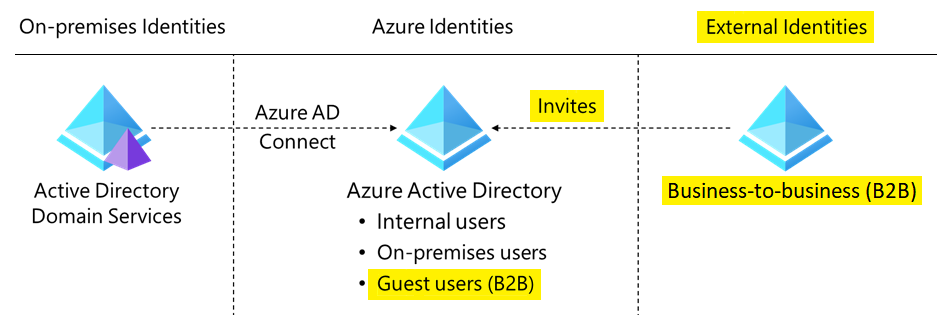 On-premises Identities
Azure Identities
External Identities
Azure AD
Connect
Invites
Active Directory
Domain Services
Azure Active Directory
• Internal users
• On-premises users
• Guest users (B2B)
Business-to-business (B2B)